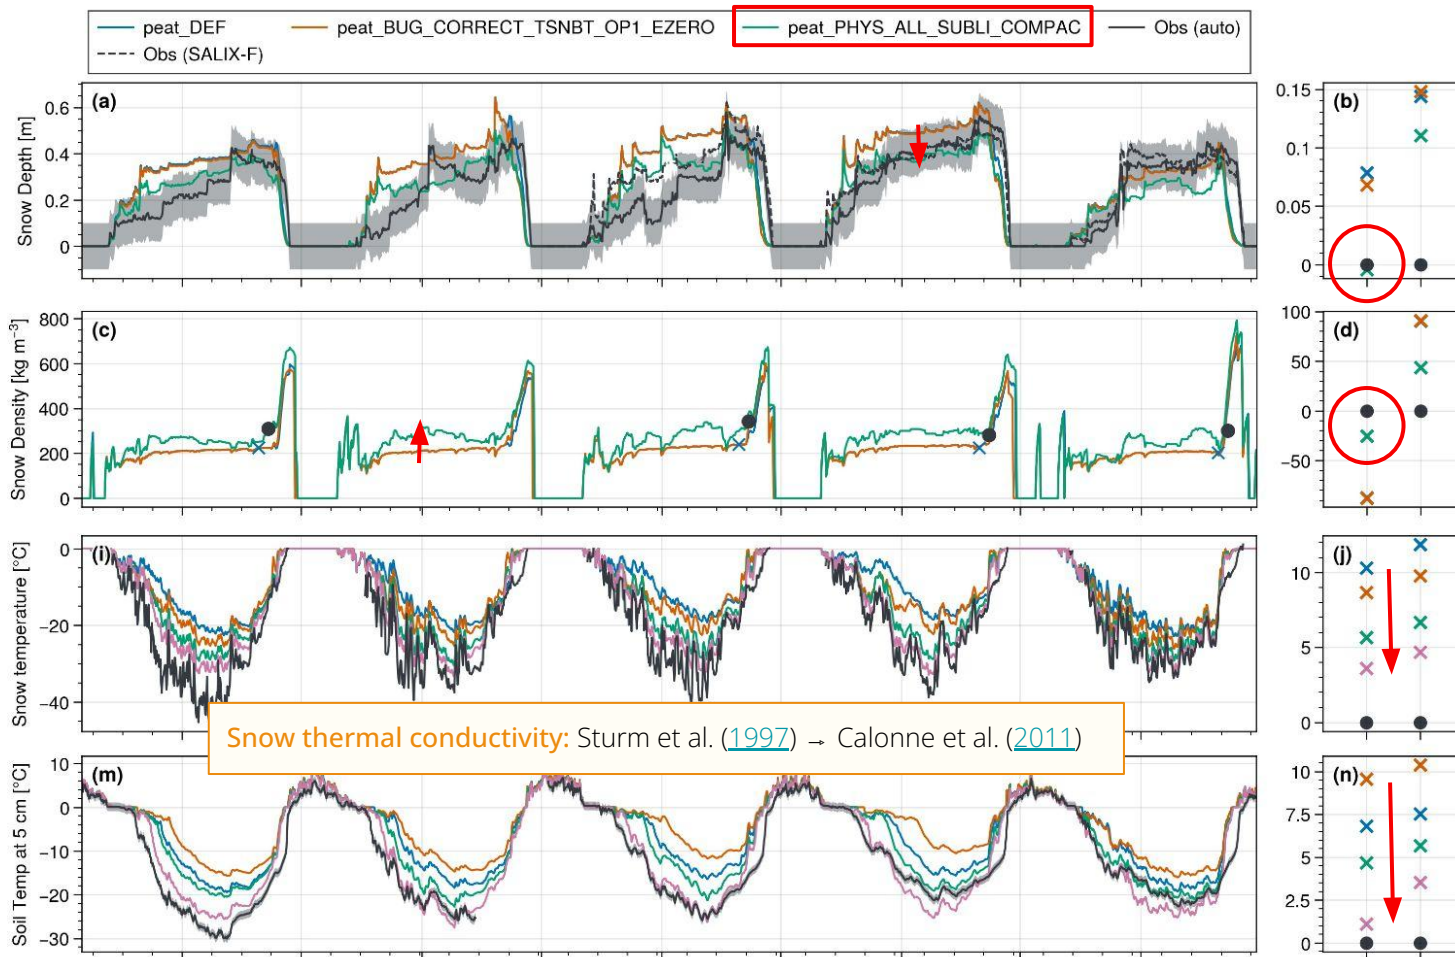 peat_DEF peat_BUG_CORRECT_TSNBT_OP1_EZERO peat_PHYS_ALL_SUBLI_COMPAC Obs (auto)
Obs (SALIX-F)
Snow Depth [m]
0.6
0.4
0.2
0
(a)
(b)
0.15
0.1
0.05
0
Snow Density [kg m⁻³]
800
600
400
200
0
(c)
(d)
100
50
0
−50
Snow temperature [°C]
0
−20
−40
(i)
(j)
10
5
0
Snow thermal conductivity: Sturm et al. (1997) → Calonne et al. (2011)
Soil Temp at 5 cm [°C]
10
0
−10
−20
−30
(m)
(n)
10
7.5
5
2.5
0